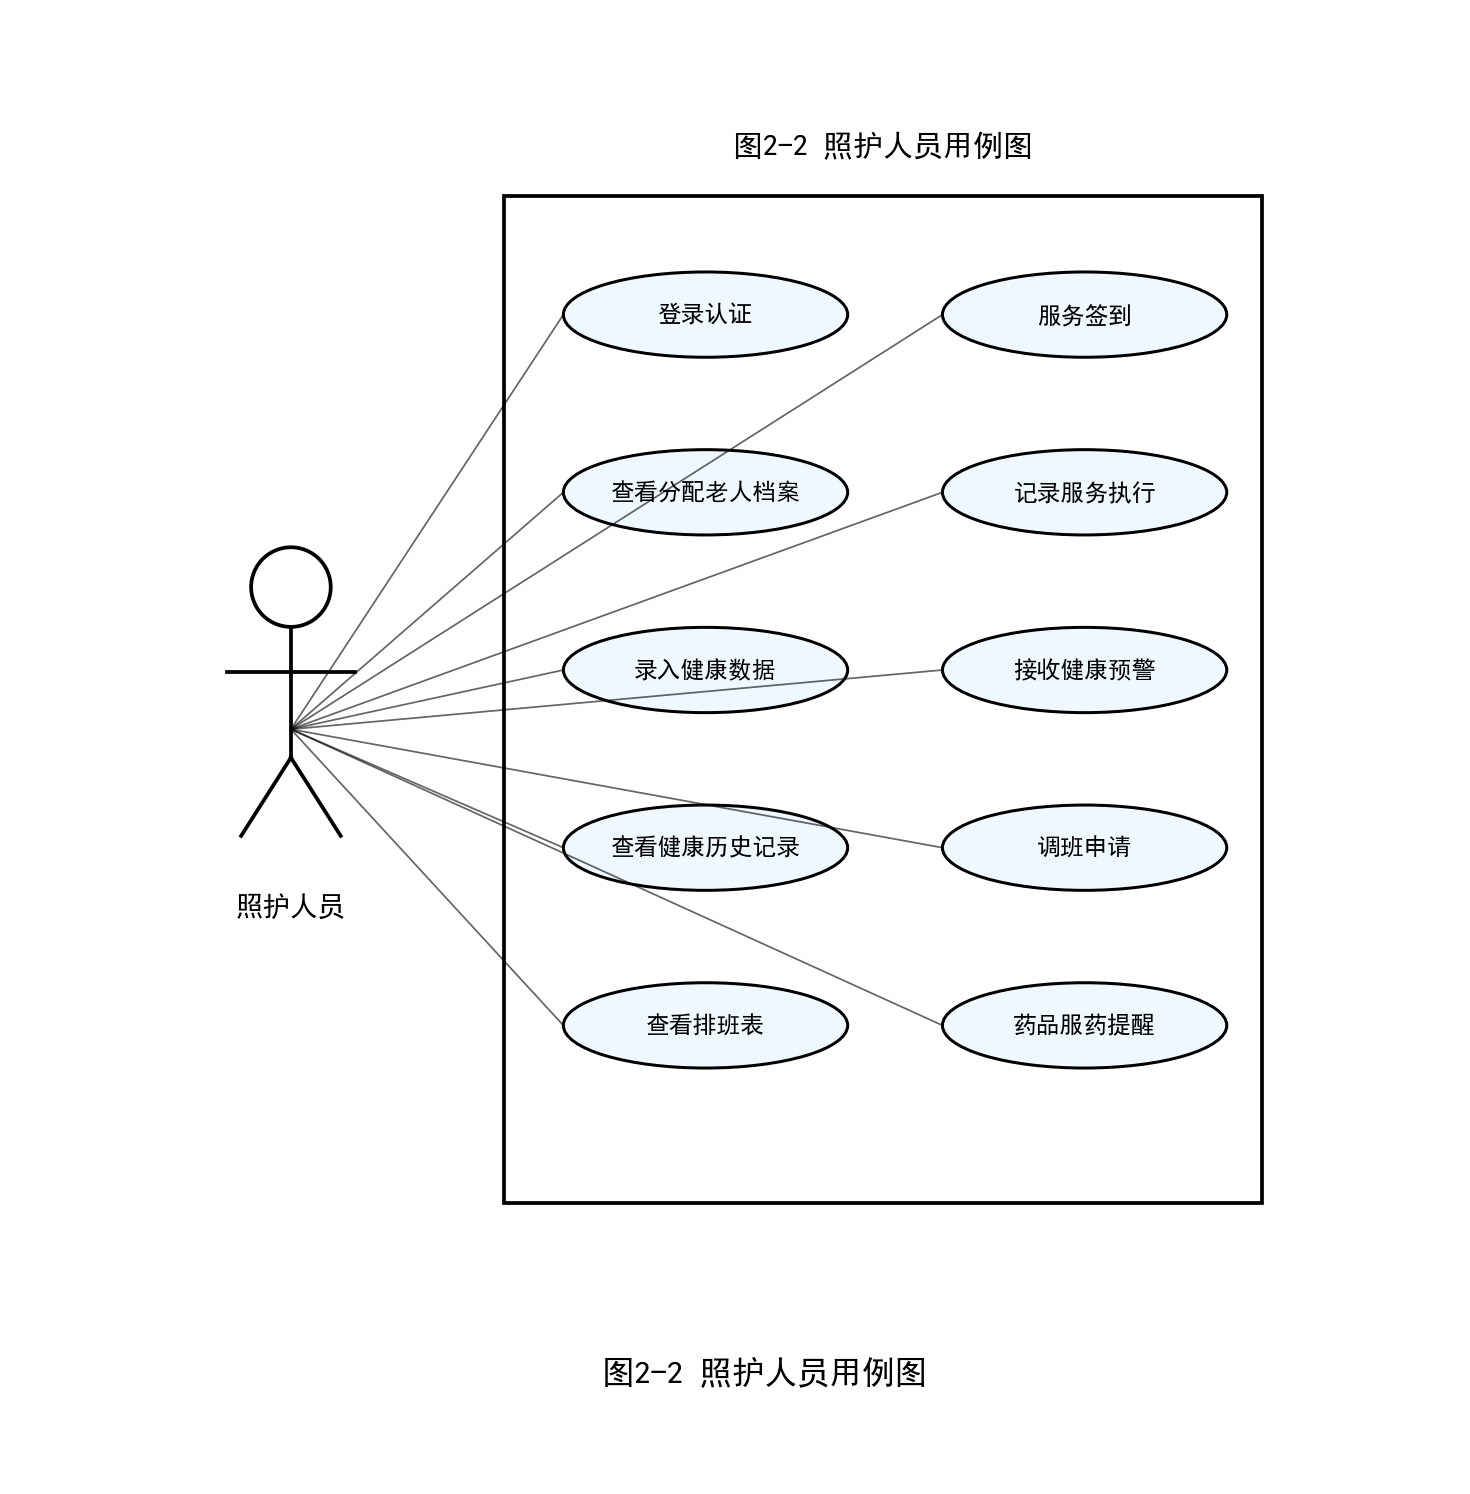 图2-2 照护人员用例图
登录认证
服务签到
查看分配老人档案
记录服务执行
录入健康数据
接收健康预警
查看健康历史记录
调班申请
照护人员
查看排班表
药品服药提醒
图2-2 照护人员用例图